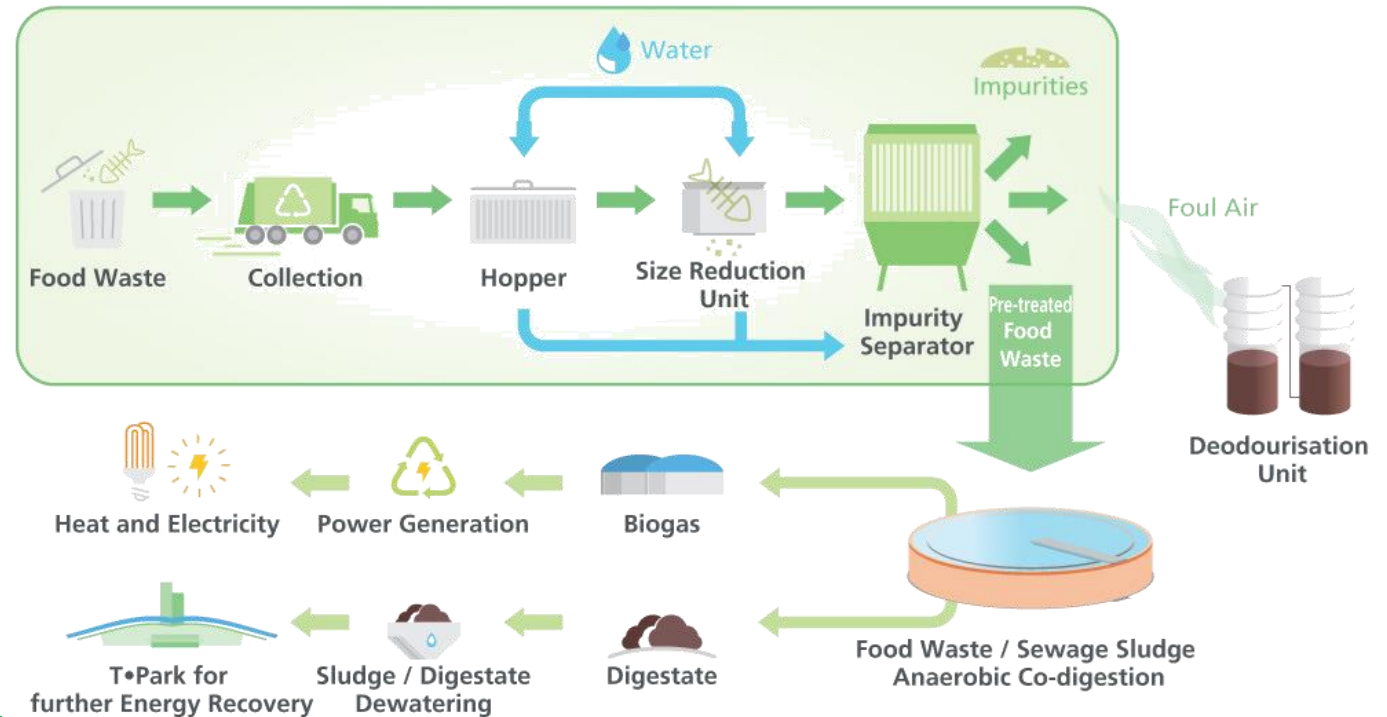 Water
Impurities
Foul Air
Food Waste
Collection
Hopper
Size Reduction
Unit
Impurity
Separator
Pre-treated
Food
Waste
Deodourisation
Unit
Heat and Electricity
Power Generation
Biogas
Food Waste / Sewage Sludge
Anaerobic Co-digestion
T•Park for
further Energy Recovery
Sludge / Digestate
Dewatering
Digestate